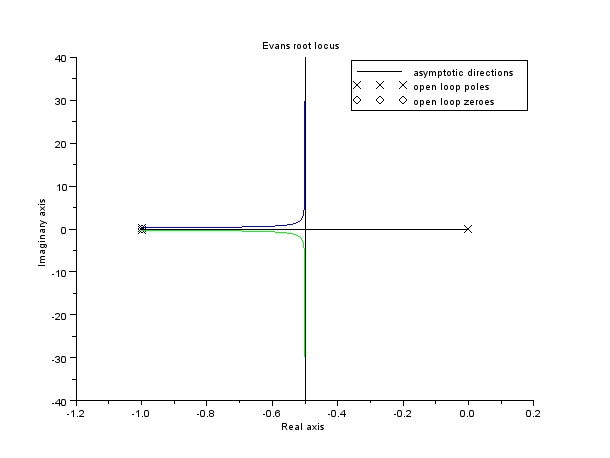 Evans root locus
asymptotic directions
open loop poles
open loop zeroes
40
30
20
10
0
-10
-20
-30
-40
Imaginary axis
-1.2 -1.0 -0.8 -0.6 -0.4 -0.2 0.0 0.2
Real axis